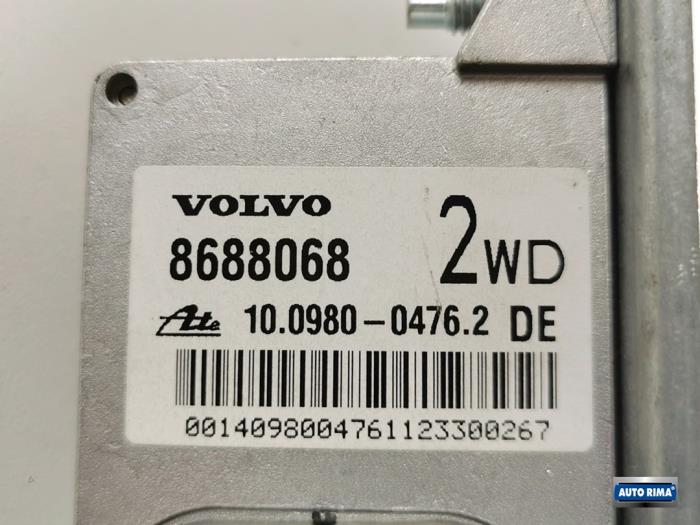 VOLVO
8688068 2WD
Ate 10.0980-0476.2 DE
00140980047611233002​67
AUTO RIMA®